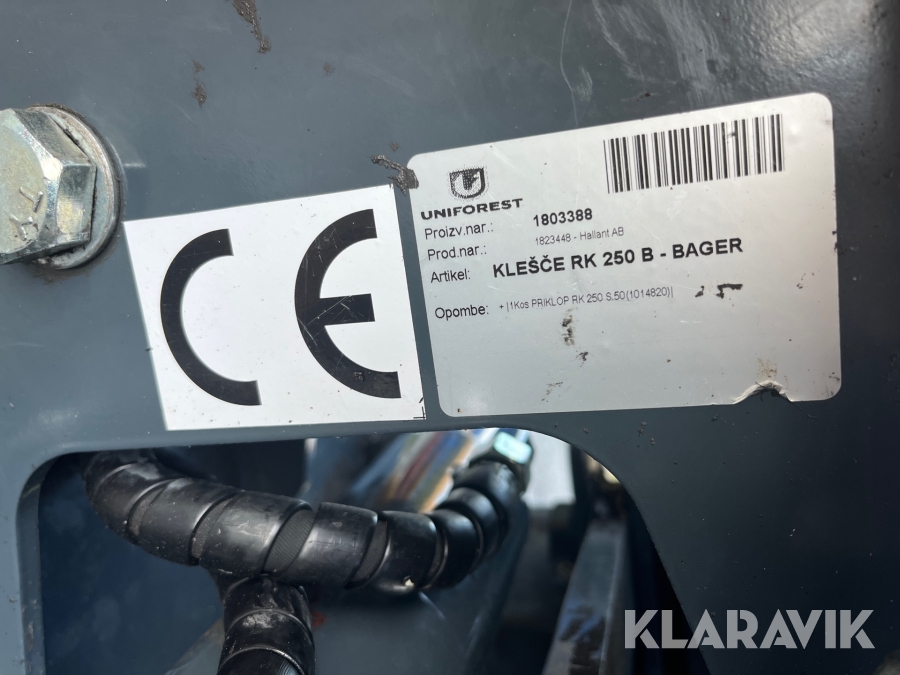 CE
UNIFOREST
Proizv.nar.: 1803388
Prod.nar.: 1823448 - Hallant AB
Artikel: KLEŠČE RK 250 B - BAGER
Opombe: + |1Kos PRIKLOP RK 250 S.50(1014820)|
KLARAVIK